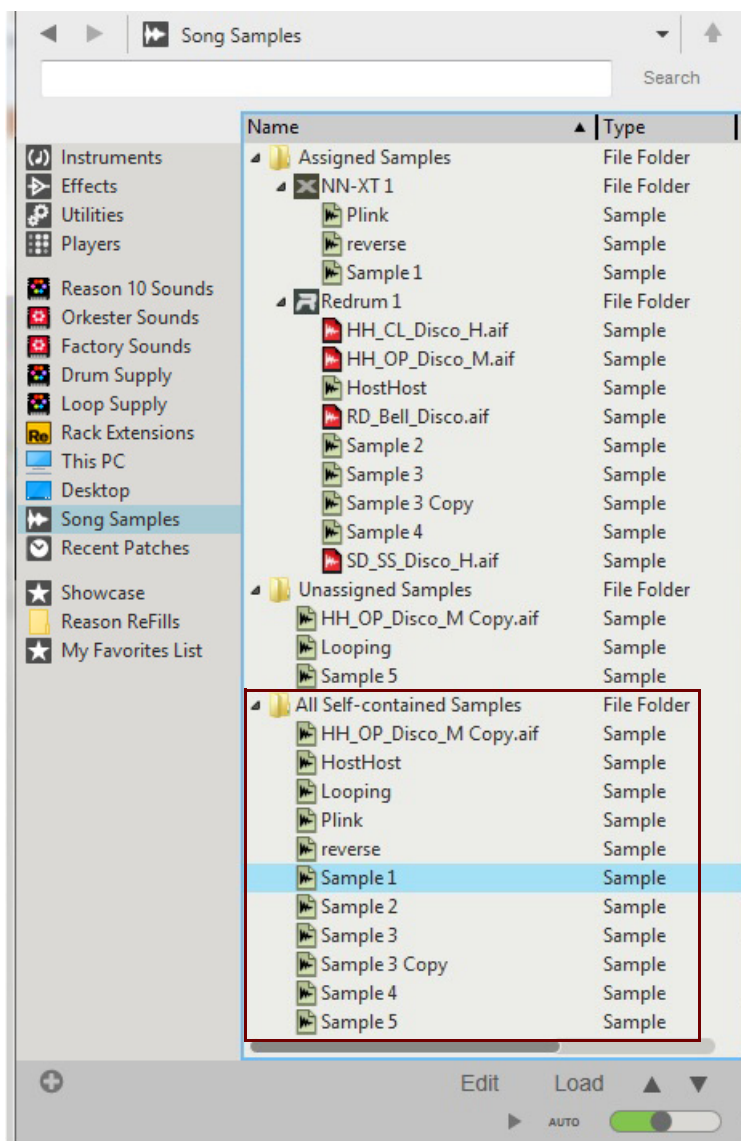 Song Samples
Search
Name Type
Instruments
Effects
Utilities
Players
Reason 10 Sounds
Orkester Sounds
Factory Sounds
Drum Supply
Loop Supply
Re Rack Extensions
This PC
Desktop
Song Samples
Recent Patches
Showcase
Reason ReFills
My Favorites List
Assigned Samples File Folder
NN-XT 1 File Folder
Plink Sample
reverse Sample
Sample 1 Sample
Redrum 1 File Folder
HH_CL_Disco_H.aif Sample
HH_OP_Disco_M.aif Sample
HostHost Sample
RD_Bell_Disco.aif Sample
Sample 2 Sample
Sample 3 Sample
Sample 3 Copy Sample
Sample 4 Sample
SD_SS_Disco_H.aif Sample
Unassigned Samples File Folder
HH_OP_Disco_M Copy.aif Sample
Looping Sample
Sample 5 Sample
All Self-contained Samples File Folder
HH_OP_Disco_M Copy.aif Sample
HostHost Sample
Looping Sample
Plink Sample
reverse Sample
Sample 1 Sample
Sample 2 Sample
Sample 3 Sample
Sample 3 Copy Sample
Sample 4 Sample
Sample 5 Sample
Edit Load
AUTO